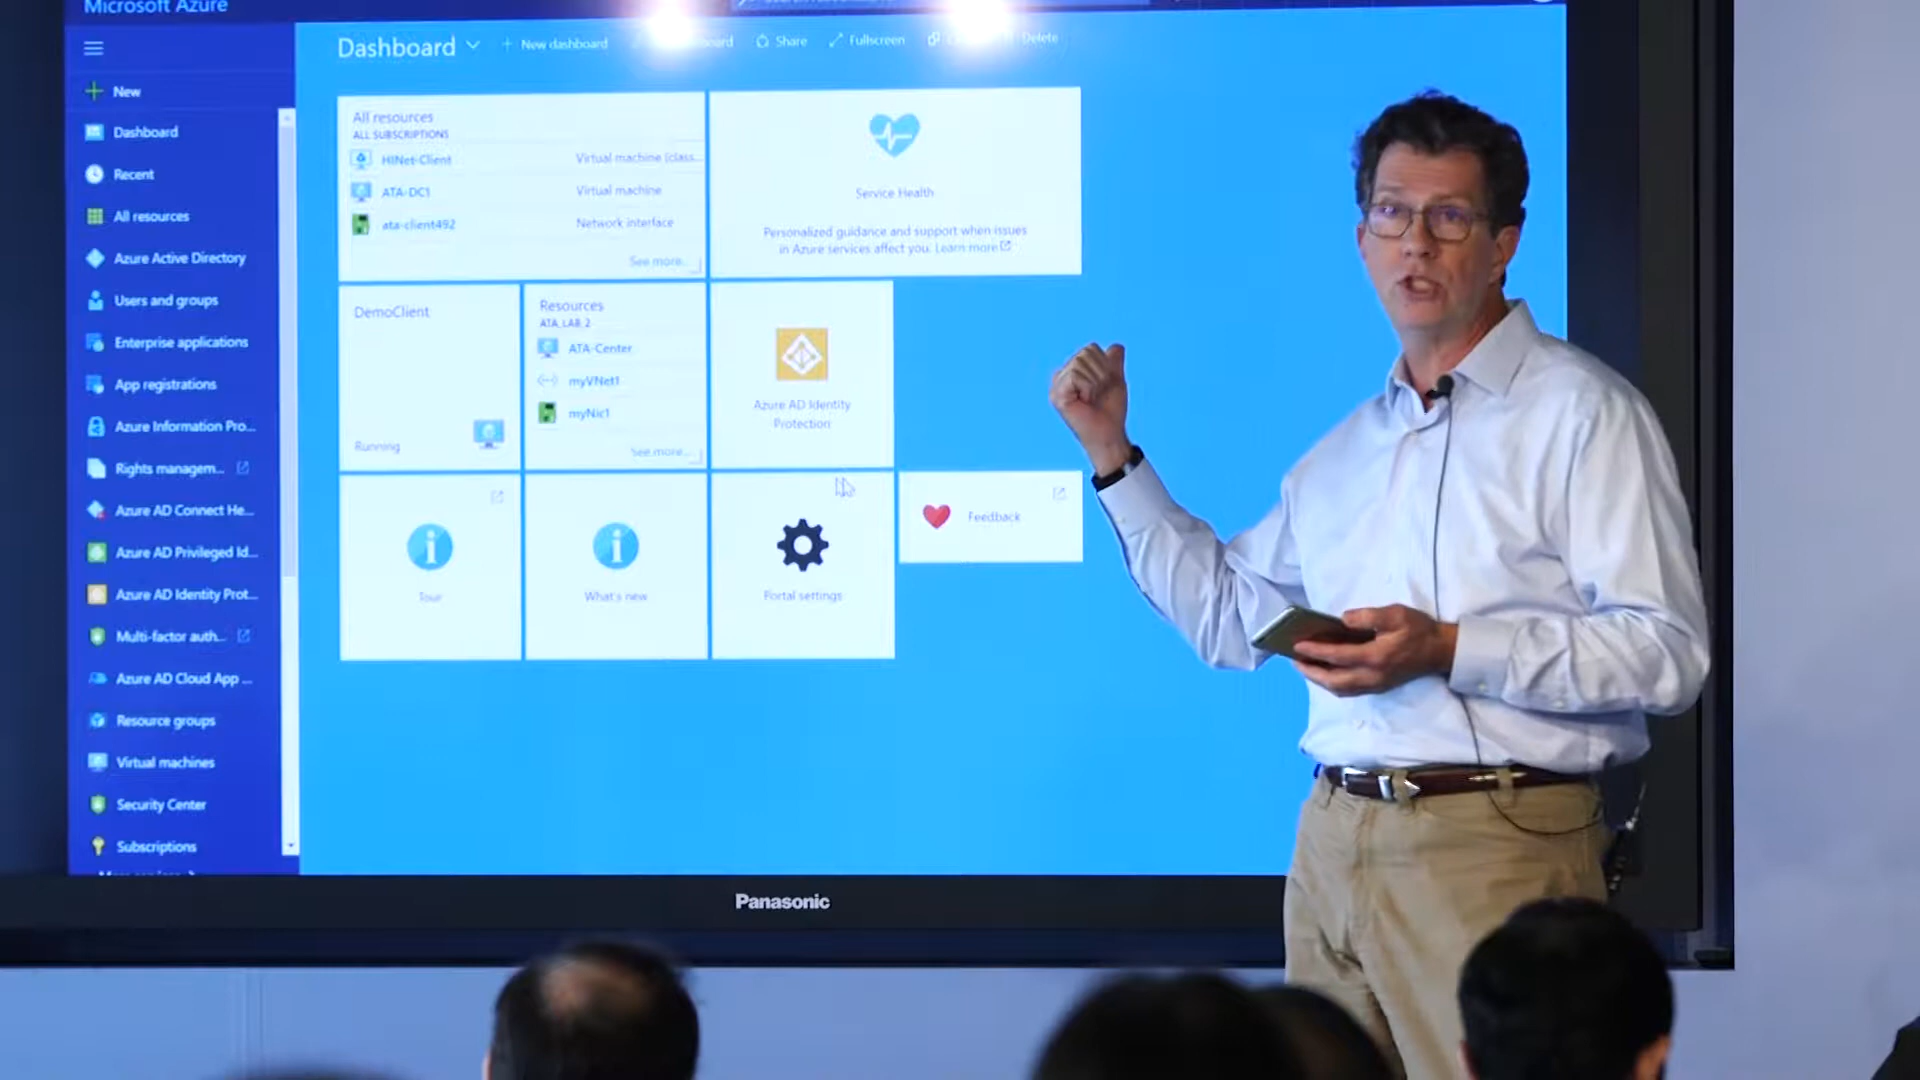 Microsoft Azure
Dashboard
New dashboard
Share
Fullscreen
Delete
New
Dashboard
Recent
All resources
Azure Active Directory
Users and groups
Enterprise applications
App registrations
Azure Information Pro...
Rights managem...
Azure AD Connect He...
Azure AD Privileged Id...
Azure AD Identity Prot...
Multi-factor auth...
Azure AD Cloud App ...
Resource groups
Virtual machines
Security Center
Subscriptions
All resources
ALL SUBSCRIPTIONS
HINet-Client Virtual machine (class...
ATA-DC1 Virtual machine
ata-client492 Network interface
See more...
Service Health
Personalized guidance and support when issues
in Azure services affect you. Learn more
DemoClient
Running
Resources
ATA_LAB_2
ATA-Center
myVNet1
myNic1
See more...
Azure AD Identity
Protection
Tour
What's new
Portal settings
Feedback
Panasonic